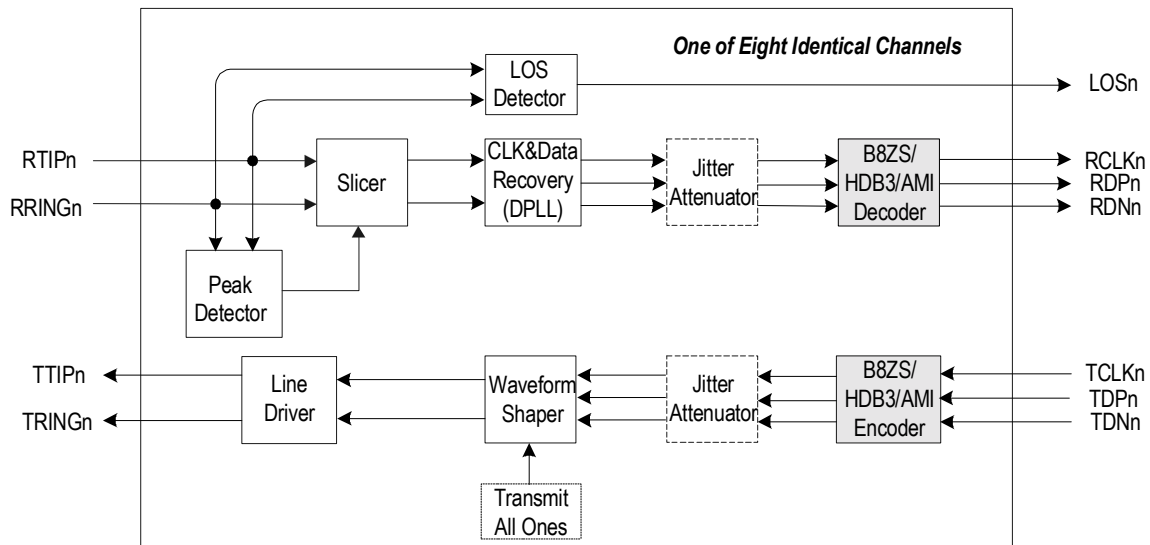 One of Eight Identical Channels
LOS
Detector
LOSn
RTIPn
RRINGn
Slicer
CLK&Data
Recovery
(DPLL)
Jitter
Attenuator
B8ZS/
HDB3/AMI
Decoder
RCLKn
RDPn
RDNn
Peak
Detector
TTIPn
TRINGn
Line
Driver
Waveform
Shaper
Jitter
Attenuator
B8ZS/
HDB3/AMI
Encoder
TCLKn
TDPn
TDNn
Transmit
All Ones